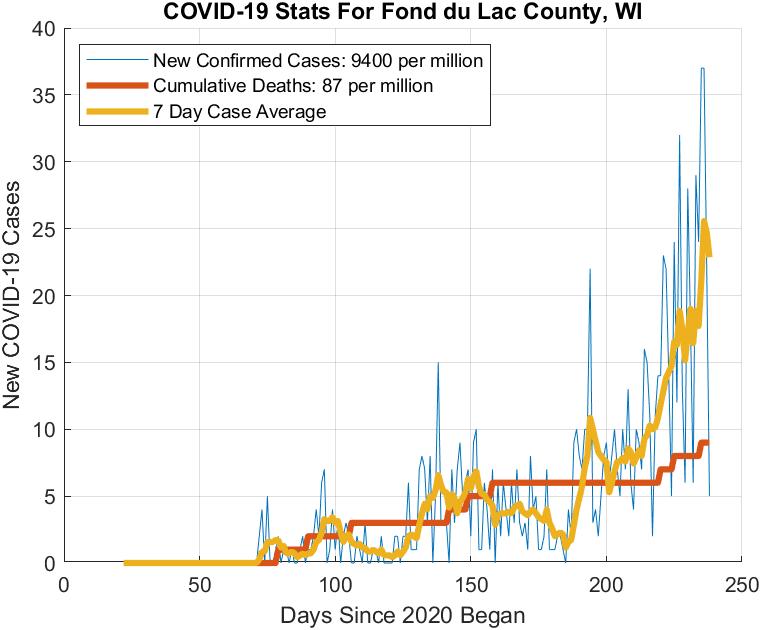 COVID-19 Stats For Fond du Lac County, WI
40
35
30
25
20
15
10
5
0
New COVID-19 Cases
New Confirmed Cases: 9400 per million
Cumulative Deaths: 87 per million
7 Day Case Average
0 50 100 150 200 250
Days Since 2020 Began